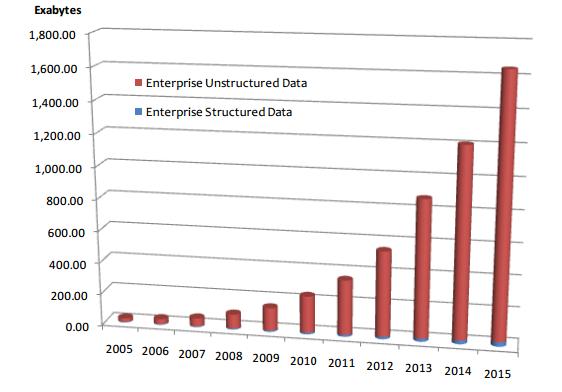 Exabytes
1,800.00
1,600.00
1,400.00
1,200.00
1,000.00
800.00
600.00
400.00
200.00
0.00
Enterprise Unstructured Data
Enterprise Structured Data
2005 2006 2007 2008 2009 2010 2011 2012 2013 2014 2015